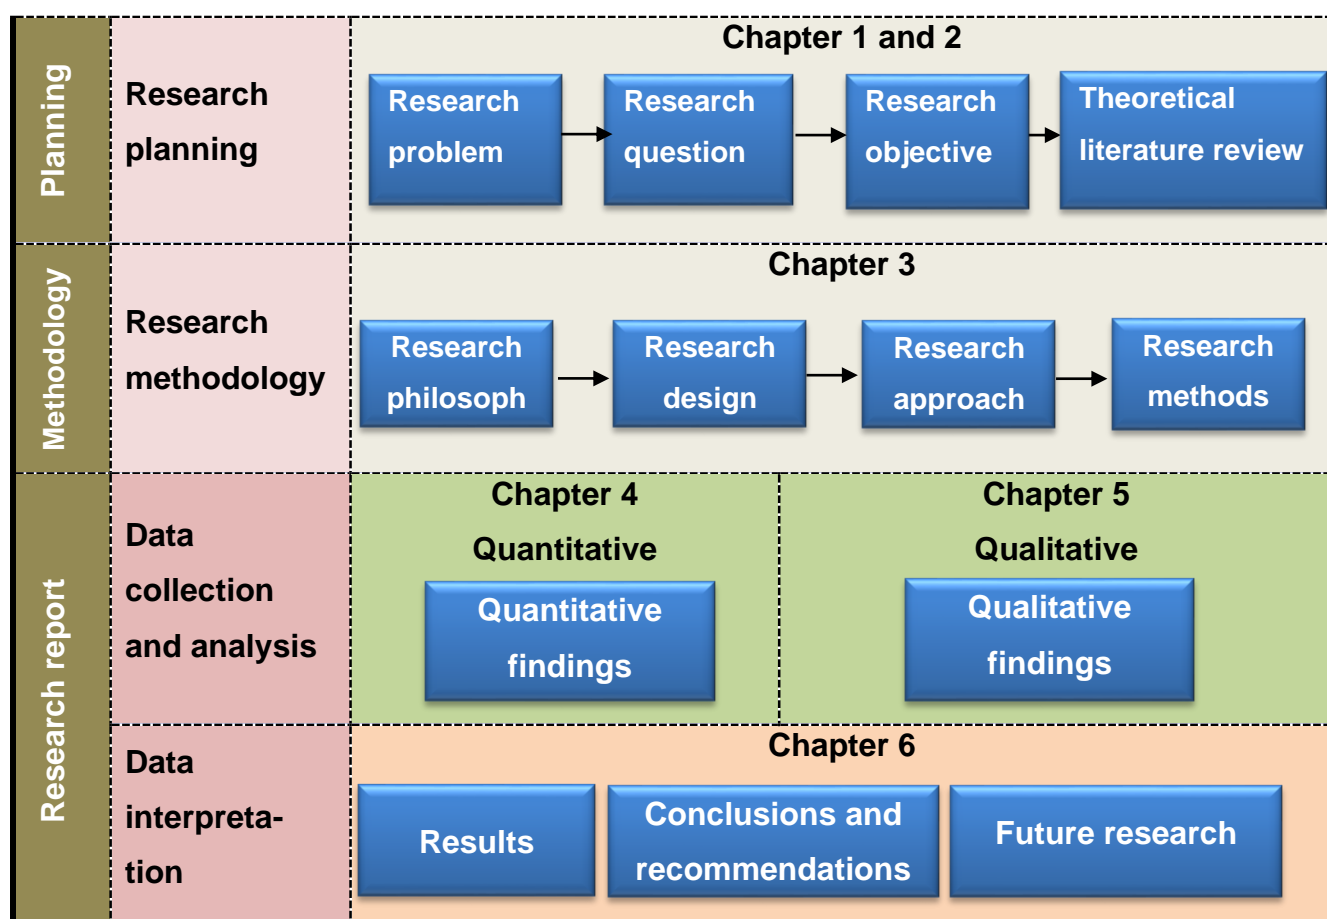 Planning
Research
planning
Chapter 1 and 2
Research
problem
Research
question
Research
objective
Theoretical
literature review
Methodology
Research
methodology
Chapter 3
Research
philosoph
Research
design
Research
approach
Research
methods
Research report
Data
collection
and analysis
Chapter 4
Quantitative
Quantitative
findings
Chapter 5
Qualitative
Qualitative
findings
Data
interpreta-
tion
Chapter 6
Results
Conclusions and
recommendations
Future research